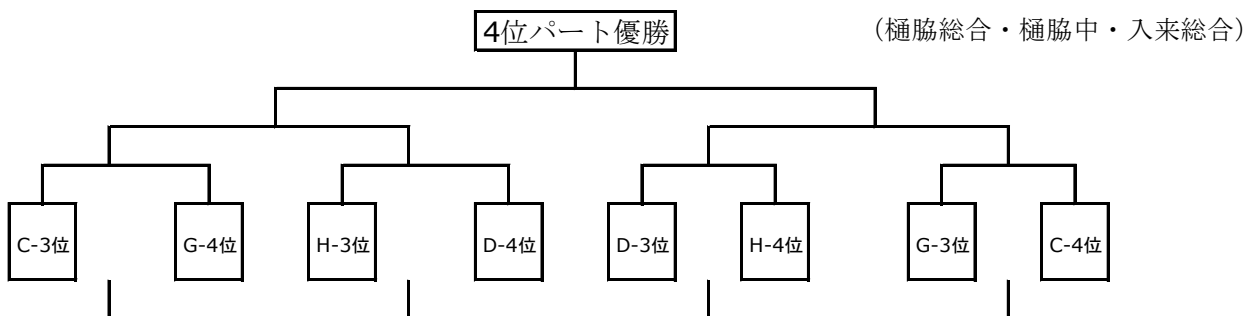 4位パート優勝
(樋脇総合・樋脇中・入来総合)
C-3位
G-4位
H-3位
D-4位
D-3位
H-4位
G-3位
C-4位